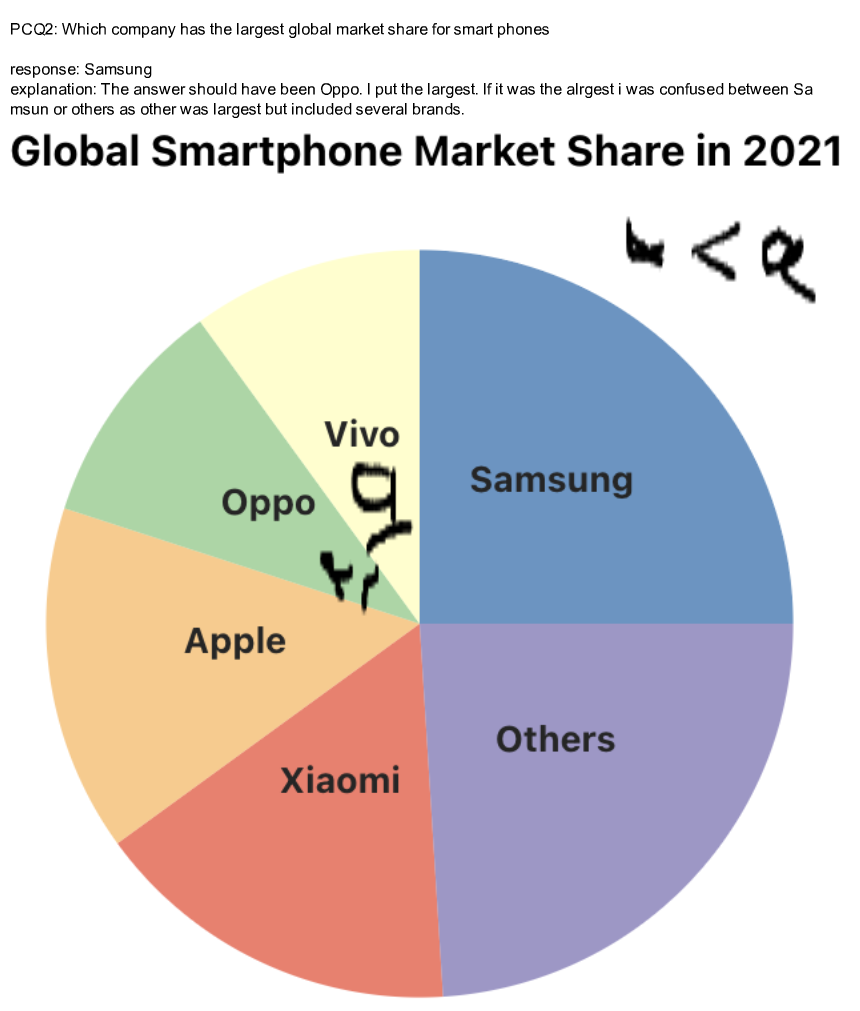 PCQ2: Which company has the largest global market share for smart phones
response: Samsung
explanation: The answer should have been Oppo. I put the largest. If it was the alrgest i was confused between Sa
msun or others as other was largest but included several brands.
Global Smartphone Market Share in 2021
Vivo
Samsung
Oppo
Apple
Others
Xiaomi